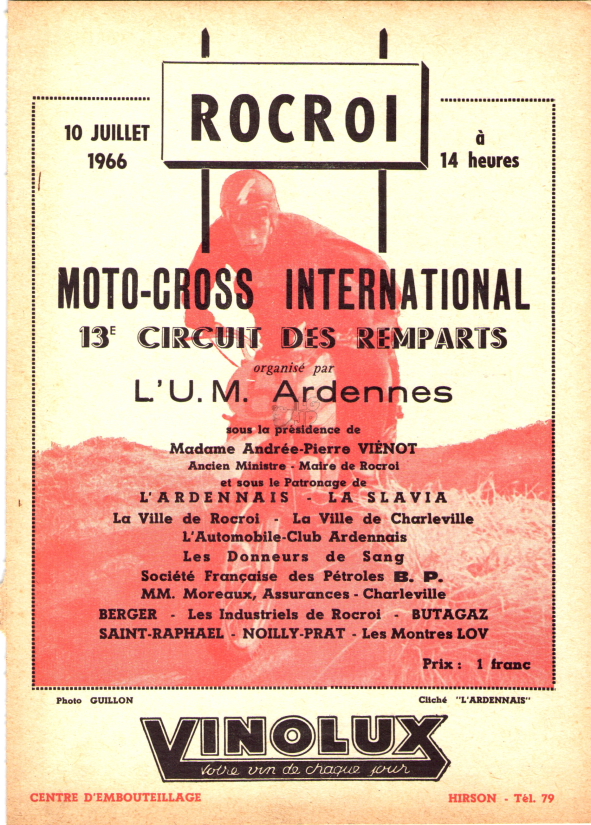 ROCROI
10 JUILLET
1966
à
14 heures
MOTO-CROSS INTERNATIONAL
13E CIRCUIT DES REMPARTS
organisé par
L'U.M. Ardennes
sous la présidence de
Madame Andrée-Pierre VIÉNOT
Ancien Ministre - Maire de Rocroi
et sous le Patronage de
L'ARDENNAIS - LA SLAVIA
La Ville de Rocroi - La Ville de Charleville
L'Automobile-Club Ardennais
Les Donneurs de Sang
Société Française des Pétroles B. P.
MM. Moreaux, Assurances - Charleville
BERGER - Les Industriels de Rocroi - BUTAGAZ
SAINT-RAPHAEL - NOILLY-PRAT - Les Montres LOV
Prix : 1 franc
Photo GUILLON
Cliché "L'ARDENNAIS"
VINOLUX
Votre vin de chaque jour
CENTRE D'EMBOUTEILLAGE
HIRSON - Tél. 79